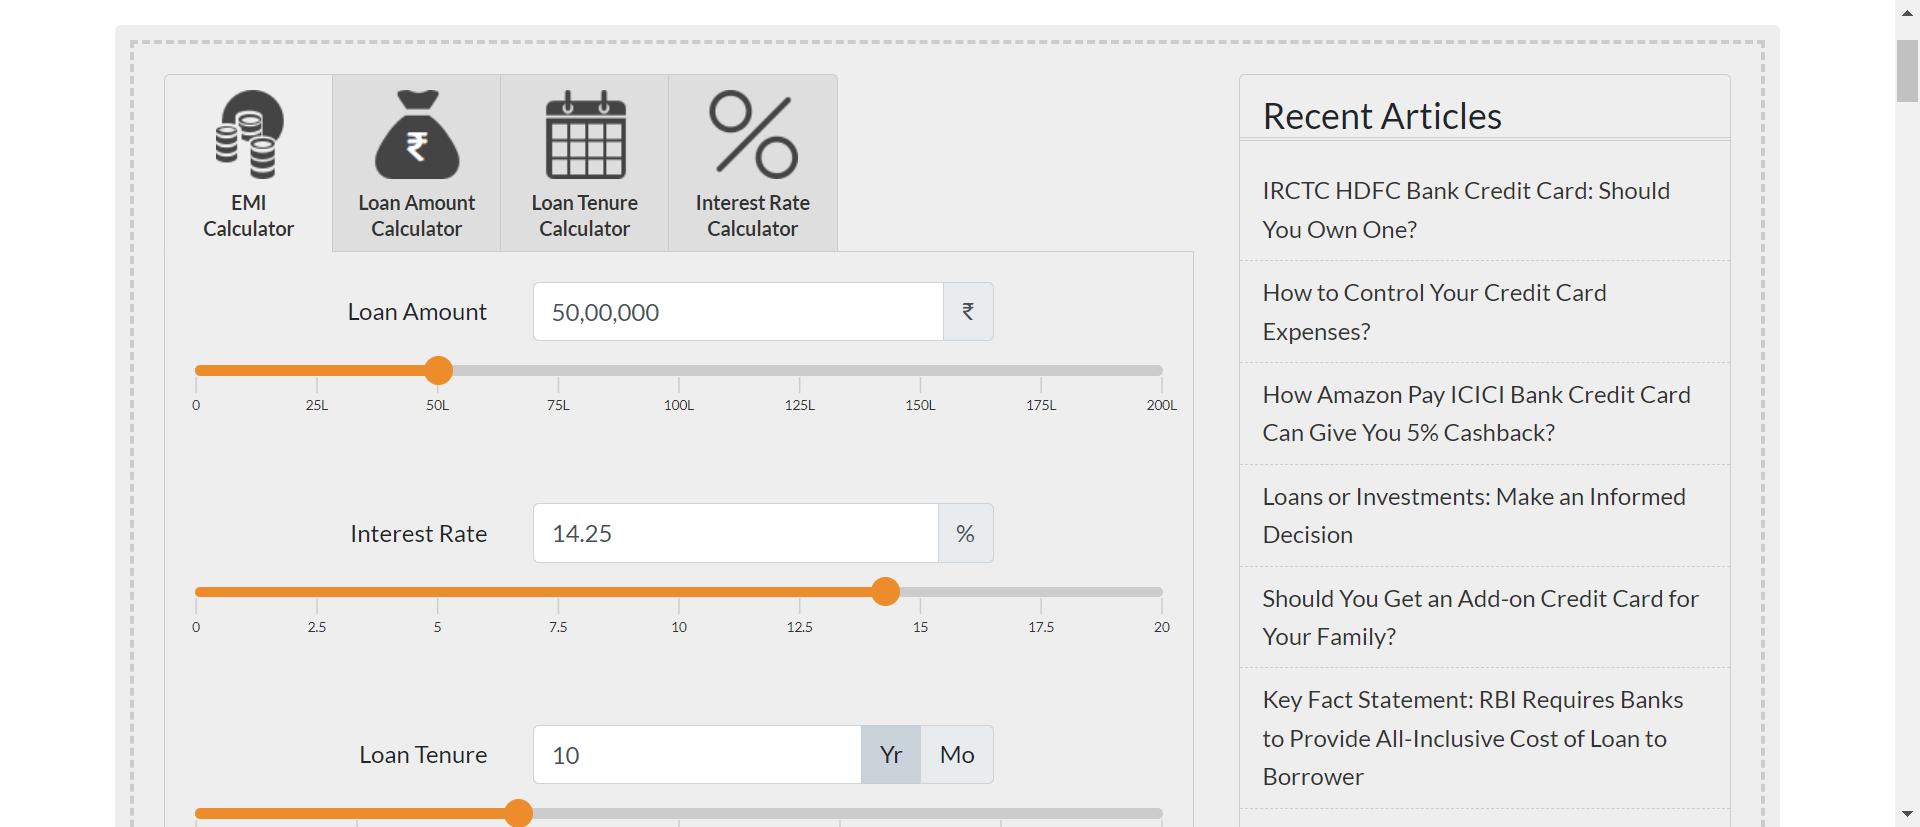 EMI
Calculator
Loan Amount
Calculator
Loan Tenure
Calculator
Interest Rate
Calculator
Loan Amount
50,00,000
₹
0
25L
50L
75L
100L
125L
150L
175L
200L
Interest Rate
14.25
%
0
2.5
5
7.5
10
12.5
15
17.5
20
Loan Tenure
10
Yr
Mo
Recent Articles
IRCTC HDFC Bank Credit Card: Should
You Own One?
How to Control Your Credit Card
Expenses?
How Amazon Pay ICICI Bank Credit Card
Can Give You 5% Cashback?
Loans or Investments: Make an Informed
Decision
Should You Get an Add-on Credit Card for
Your Family?
Key Fact Statement: RBI Requires Banks
to Provide All-Inclusive Cost of Loan to
Borrower